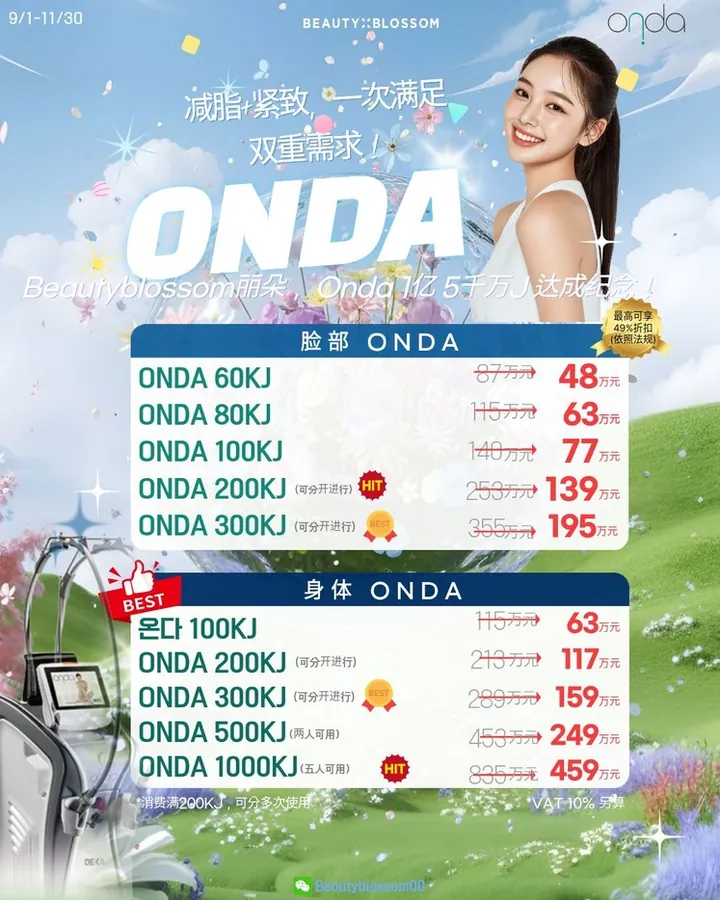 9/1-11/30
BEAUTY BLOSSOM
onda
减脂+紧致，一次满足
双重需求！
ONDA
Beautyblossom丽朵， Onda 1亿 5千万J 达成纪念！
最高可享
49%折扣
(依照法规)
脸部 ONDA
ONDA 60KJ 87万元 48万元
ONDA 80KJ 115万元 63万元
ONDA 100KJ 140万元 77万元
ONDA 200KJ (可分开进行) HIT 253万元 139万元
ONDA 300KJ (可分开进行) BEST 355万元 195万元
BEST
身体 ONDA
온다 100KJ 115万元 63万元
ONDA 200KJ (可分开进行) 213万元 117万元
ONDA 300KJ (可分开进行) BEST 289万元 159万元
ONDA 500KJ (两人可用) 453万元 249万元
ONDA 1000KJ (五人可用) HIT 835万元 459万元
*消费满200KJ，可分多次使用 *VAT 10% 另算
DEKA
Beautyblossom00